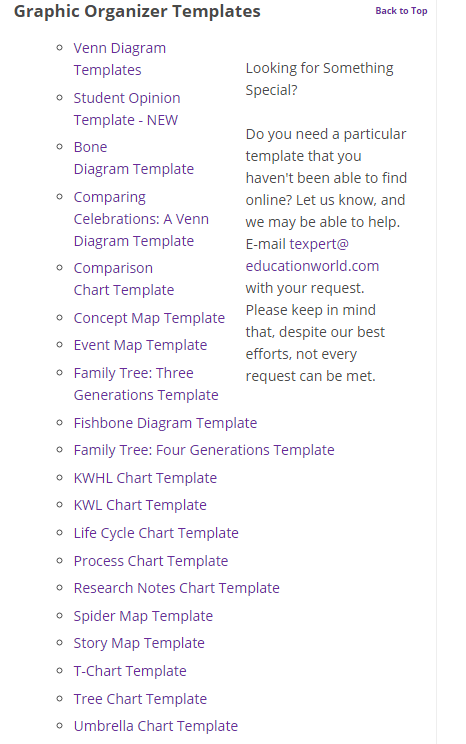 Graphic Organizer Templates
Back to Top
Venn Diagram
Templates
Student Opinion
Template - NEW
Bone
Diagram Template
Comparing
Celebrations: A Venn
Diagram Template
Comparison
Chart Template
Concept Map Template
Event Map Template
Family Tree: Three
Generations Template
Fishbone Diagram Template
Family Tree: Four Generations Template
KWHL Chart Template
KWL Chart Template
Life Cycle Chart Template
Process Chart Template
Research Notes Chart Template
Spider Map Template
Story Map Template
T-Chart Template
Tree Chart Template
Umbrella Chart Template
Looking for Something
Special?
Do you need a particular
template that you
haven't been able to find
online? Let us know, and
we may be able to help.
E-mail texpert@
educationworld.com
with your request.
Please keep in mind
that, despite our best
efforts, not every
request can be met.